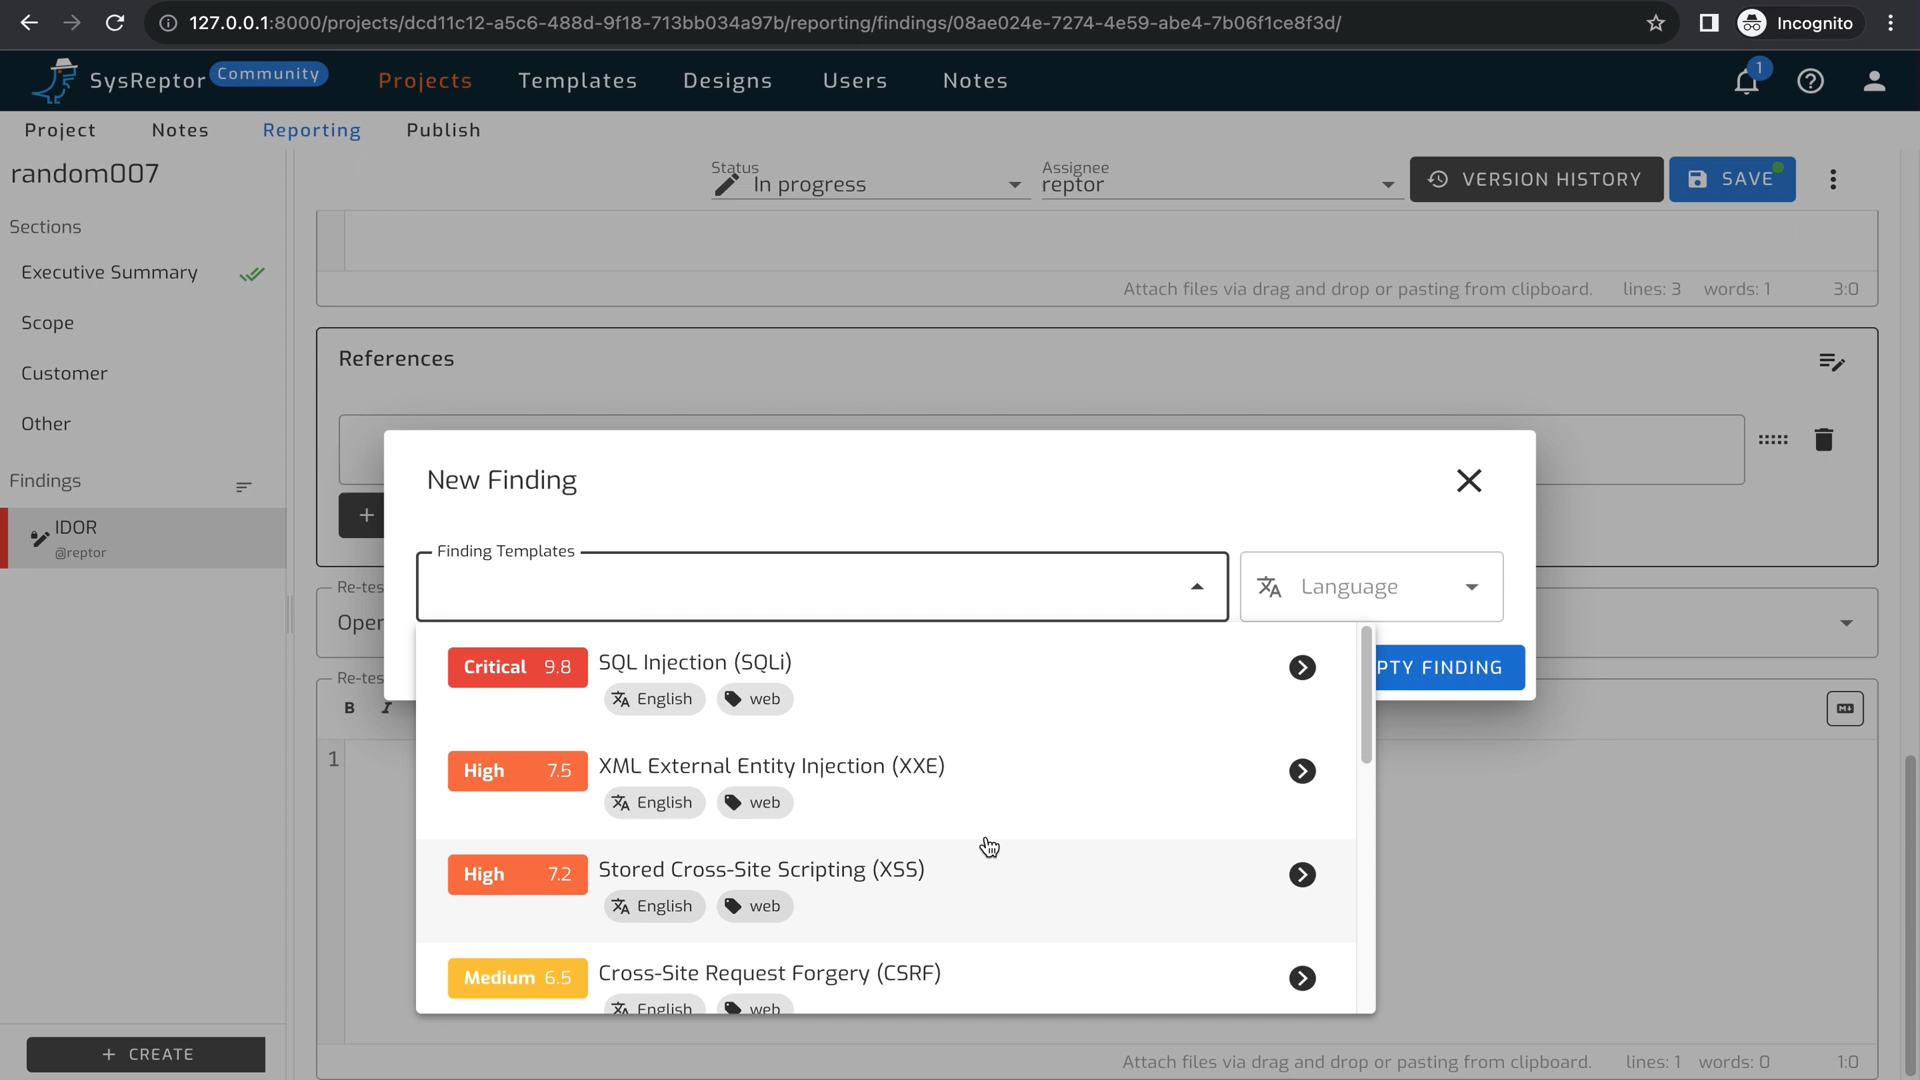 127.0.0.1:8000/projects/dcd11c12-a5c6-488d-9f18-713bb034a97b/reporting/findings/08ae024e-7274-4e59-abe4-7b06f1ce8f3d/
Incognito
SysReptor Community
Projects Templates Designs Users Notes
1
Project Notes Reporting Publish
random007
Status
In progress
Assignee
reptor
VERSION HISTORY
SAVE
Sections
Executive Summary
Scope
Customer
Other
Findings
IDOR
@reptor
+ CREATE
Attach files via drag and drop or pasting from clipboard. lines: 3 words: 1 3:0
References
New Finding
Finding Templates
Language
Critical 9.8 SQL Injection (SQLi)
English web
High 7.5 XML External Entity Injection (XXE)
English web
High 7.2 Stored Cross-Site Scripting (XSS)
English web
Medium 6.5 Cross-Site Request Forgery (CSRF)
English web
PTY FINDING
Re-tes
Oper
Re-tes
B I
1
Attach files via drag and drop or pasting from clipboard. lines: 1 words: 0 1:0